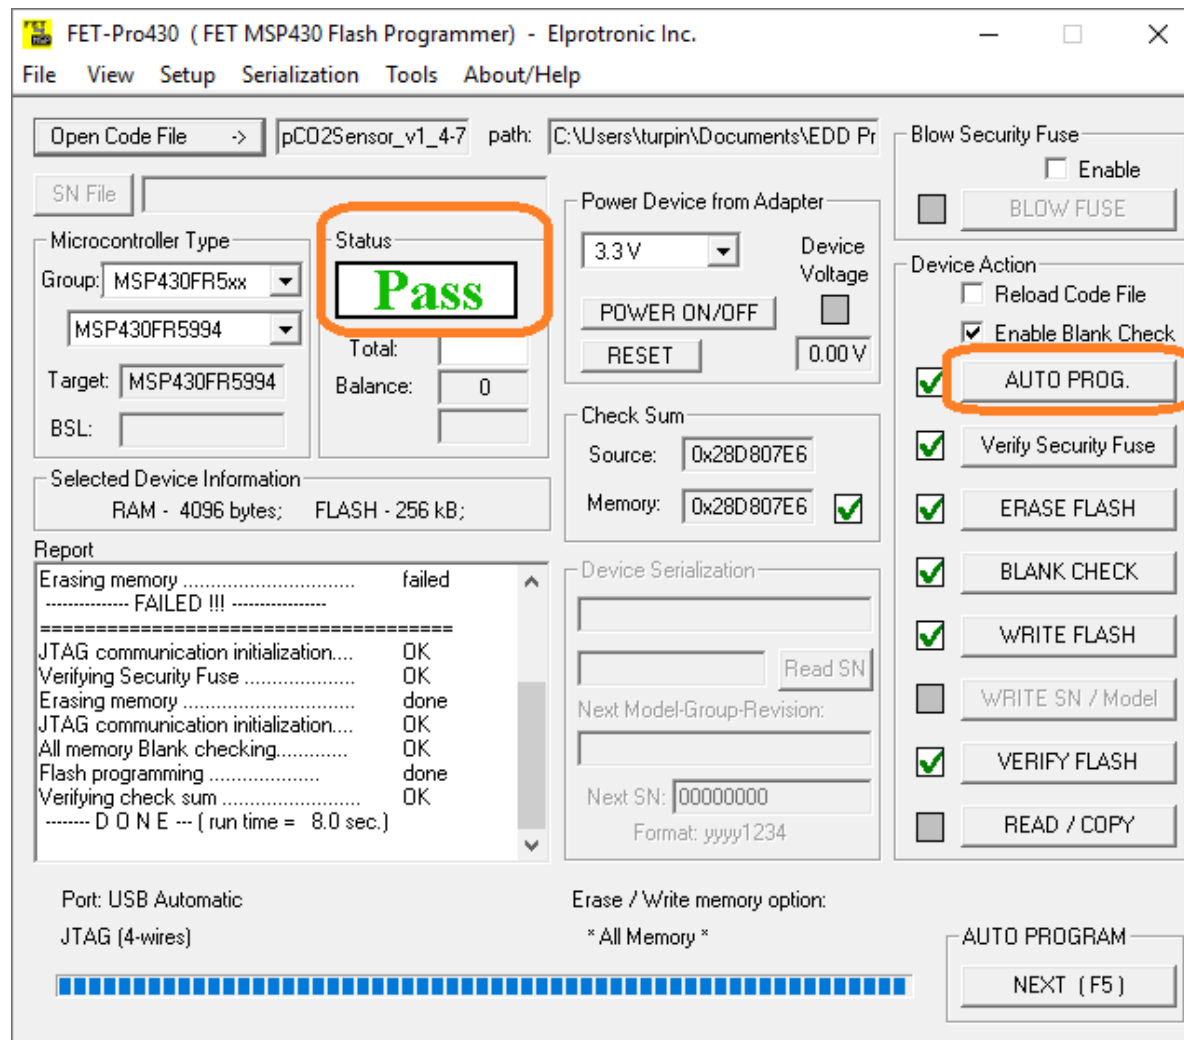 FET-Pro430 ( FET MSP430 Flash Programmer) - Elprotronic Inc.
File View Setup Serialization Tools About/Help
Open Code File -> pCO2Sensor_v1_4-7 path: C:\Users\turpin\Documents\EDD Pr
SN File
Microcontroller Type
Group: MSP430FR5xx
MSP430FR5994
Target: MSP430FR5994
BSL:
Status
Pass
Total:
Balance: 0
Selected Device Information
RAM - 4096 bytes; FLASH - 256 kB;
Report
Erasing memory ............................... failed
--------------- FAILED !!! -----------------
=====================================
JTAG communication initialization.... OK
Verifying Security Fuse .................... OK
Erasing memory ............................... done
JTAG communication initialization.... OK
All memory Blank checking............. OK
Flash programming .................... done
Verifying check sum ......................... OK
-------- D O N E --- ( run time = 8.0 sec.)
Power Device from Adapter
3.3 V
Device
Voltage
POWER ON/OFF
RESET
0.00 V
Check Sum
Source: 0x28D807E6
Memory: 0x28D807E6
Device Serialization
Read SN
Next Model-Group-Revision:
Next SN: 00000000
Format: yyyy1234
Blow Security Fuse
Enable
BLOW FUSE
Device Action
Reload Code File
Enable Blank Check
AUTO PROG.
Verify Security Fuse
ERASE FLASH
BLANK CHECK
WRITE FLASH
WRITE SN / Model
VERIFY FLASH
READ / COPY
Port: USB Automatic
JTAG (4-wires)
Erase / Write memory option:
* All Memory *
AUTO PROGRAM
NEXT ( F5 )